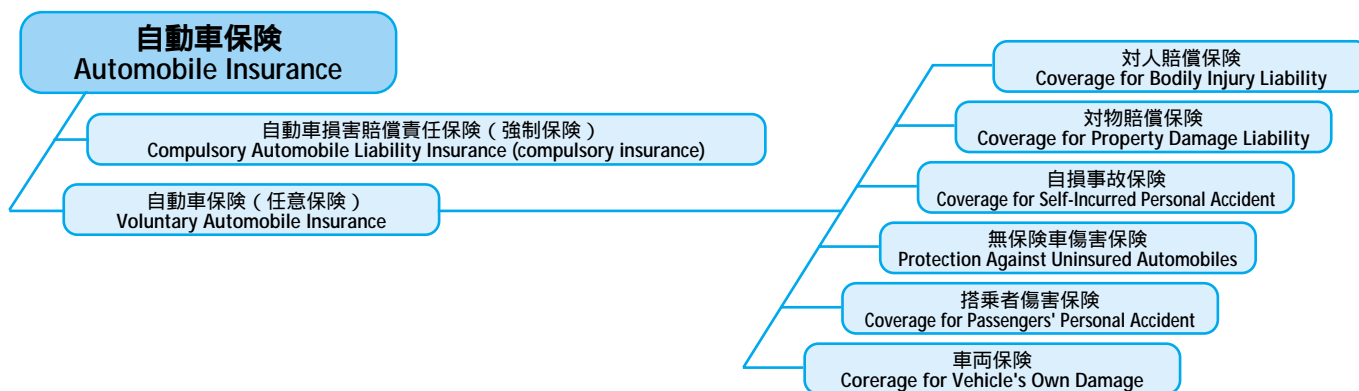 自動車保険
Automobile Insurance
自動車損害賠償責任保険(強制保険)
Compulsory Automobile Liability Insurance (compulsory insurance)
自動車保険(任意保険)
Voluntary Automobile Insurance
対人賠償保険
Coverage for Bodily Injury Liability
対物賠償保険
Coverage for Property Damage Liability
自損事故保険
Coverage for Self-Incurred Personal Accident
無保険車傷害保険
Protection Against Uninsured Automobiles
搭乗者傷害保険
Coverage for Passengers' Personal Accident
車両保険
Corerage for Vehicle's Own Damage